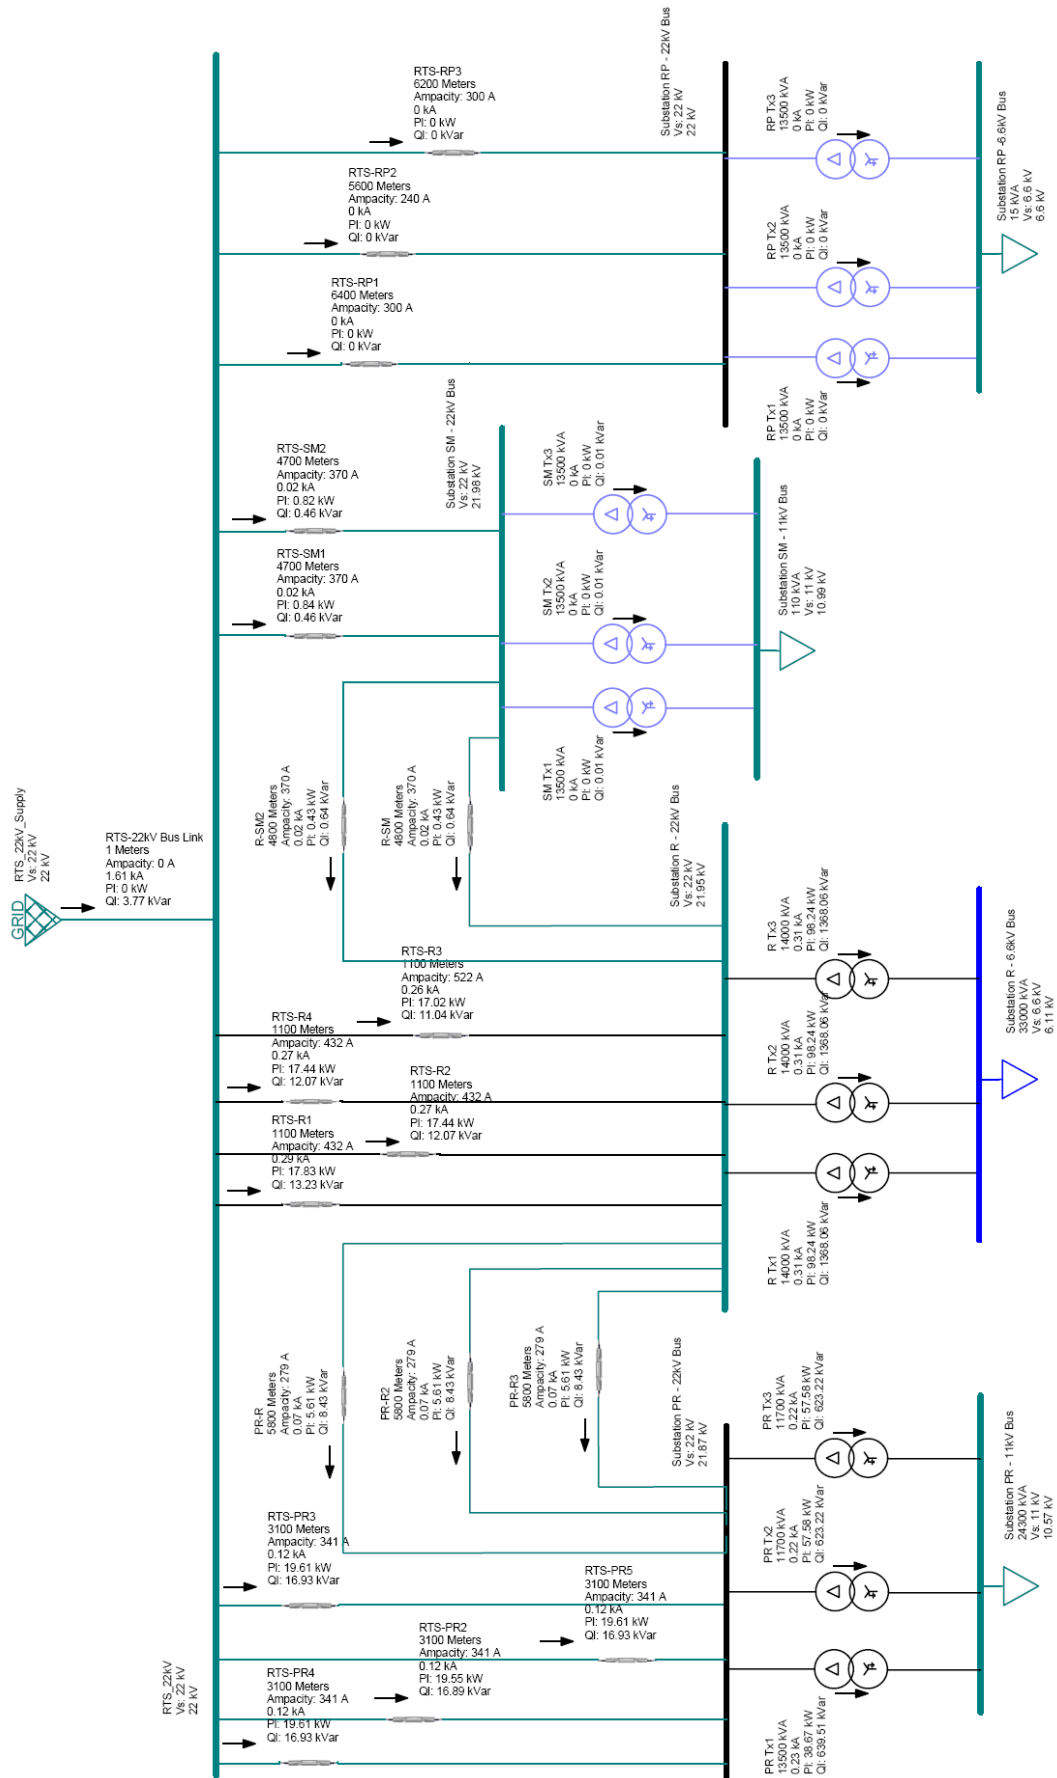 RTS-RP3
6200 Meters
Ampacity: 300 A
0 kA
Pl: 0 kW
Ql: 0 kVar
RTS-RP2
5600 Meters
Ampacity: 240 A
0 kA
Pl: 0 kW
Ql: 0 kVar
RTS-RP1
6400 Meters
Ampacity: 300 A
0 kA
Pl: 0 kW
Ql: 0 kVar
Substation RP - 22kV Bus
Vs: 22 kV
22 kV
RP Tx3
13500 kVA
0 kA
Pl: 0 kW
Ql: 0 kVar
RP Tx2
13500 kVA
0 kA
Pl: 0 kW
Ql: 0 kVar
RP Tx1
13500 kVA
0 kA
Pl: 0 kW
Ql: 0 kVar
Substation RP -6.6kV Bus
15 kVA
Vs: 6.6 kV
6.6 kV
RTS-SM2
4700 Meters
Ampacity: 370 A
0.02 kA
Pl: 0.82 kW
Ql: 0.46 kVar
RTS-SM1
4700 Meters
Ampacity: 370 A
0.02 kA
Pl: 0.84 kW
Ql: 0.46 kVar
Substation SM - 22kV Bus
Vs: 22 kV
21.98 kV
SM Tx3
13500 kVA
0 kA
Pl: 0 kW
Ql: 0.01 kVar
SM Tx2
13500 kVA
0 kA
Pl: 0 kW
Ql: 0.01 kVar
SM Tx1
13500 kVA
0 kA
Pl: 0 kW
Ql: 0.01 kVar
Substation SM - 11kV Bus
110 kVA
Vs: 11 kV
10.99 kV
GRID
RTS_22kV_Supply
Vs: 22 kV
22 kV
RTS-22kV Bus Link
1 Meters
Ampacity: 0 A
1.61 kA
Pl: 0 kW
Ql: 3.77 kVar
R-SM2
4800 Meters
Ampacity: 370 A
0.02 kA
Pl: 0.43 kW
Ql: 0.64 kVar
R-SM
4800 Meters
Ampacity: 370 A
0.02 kA
Pl: 0.43 kW
Ql: 0.64 kVar
Substation R - 22kV Bus
Vs: 22 kV
21.95 kV
RTS-R3
1100 Meters
Ampacity: 522 A
0.26 kA
Pl: 17.02 kW
Ql: 11.04 kVar
RTS-R4
1100 Meters
Ampacity: 432 A
0.27 kA
Pl: 17.44 kW
Ql: 12.07 kVar
RTS-R2
1100 Meters
Ampacity: 432 A
0.27 kA
Pl: 17.44 kW
Ql: 12.07 kVar
RTS-R1
1100 Meters
Ampacity: 432 A
0.29 kA
Pl: 17.83 kW
Ql: 13.23 kVar
R Tx3
14000 kVA
0.31 kA
Pl: 98.24 kW
Ql: 1368.06 kVar
R Tx2
14000 kVA
0.31 kA
Pl: 98.24 kW
Ql: 1368.06 kVar
R Tx1
14000 kVA
0.31 kA
Pl: 98.24 kW
Ql: 1368.06 kVar
Substation R - 6.6kV Bus
33000 kVA
Vs: 6.6 kV
6.11 kV
PR-R
5800 Meters
Ampacity: 279 A
0.07 kA
Pl: 5.61 kW
Ql: 8.43 kVar
PR-R2
5800 Meters
Ampacity: 279 A
0.07 kA
Pl: 5.61 kW
Ql: 8.43 kVar
PR-R3
5800 Meters
Ampacity: 279 A
0.07 kA
Pl: 5.61 kW
Ql: 8.43 kVar
Substation PR - 22kV Bus
Vs: 22 kV
21.87 kV
RTS-PR3
3100 Meters
Ampacity: 341 A
0.12 kA
Pl: 19.61 kW
Ql: 16.93 kVar
RTS-PR5
3100 Meters
Ampacity: 341 A
0.12 kA
Pl: 19.61 kW
Ql: 16.93 kVar
RTS-PR2
3100 Meters
Ampacity: 341 A
0.12 kA
Pl: 19.55 kW
Ql: 16.89 kVar
RTS-PR4
3100 Meters
Ampacity: 341 A
0.12 kA
Pl: 19.61 kW
Ql: 16.93 kVar
RTS_22kV
Vs: 22 kV
22 kV
PR Tx3
11700 kVA
0.22 kA
Pl: 57.58 kW
Ql: 623.22 kVar
PR Tx2
11700 kVA
0.22 kA
Pl: 57.58 kW
Ql: 623.22 kVar
PR Tx1
13500 kVA
0.23 kA
Pl: 38.67 kW
Ql: 639.51 kVar
Substation PR - 11kV Bus
24300 kVA
Vs: 11 kV
10.57 kV